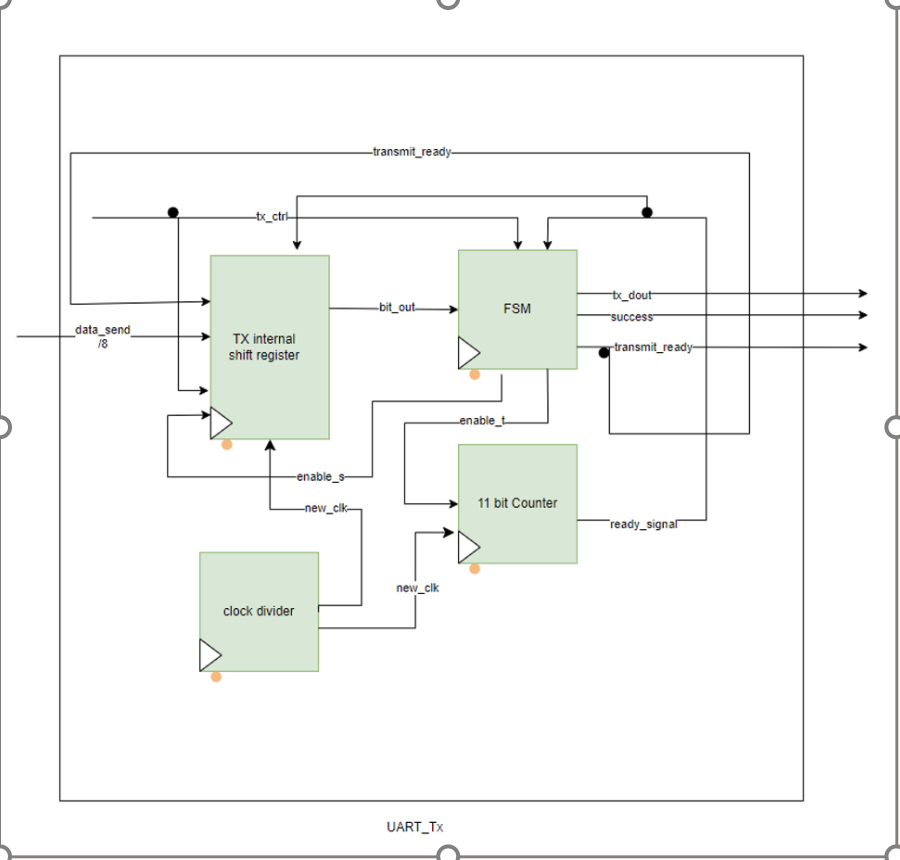 transmit_ready
tx_ctrl
bit_out
FSM
tx_dout
success
data_send
/8
TX internal
shift register
transmit_ready
enable_t
enable_s
new_clk
11 bit Counter
ready_signal
new_clk
clock divider
UART_Tx